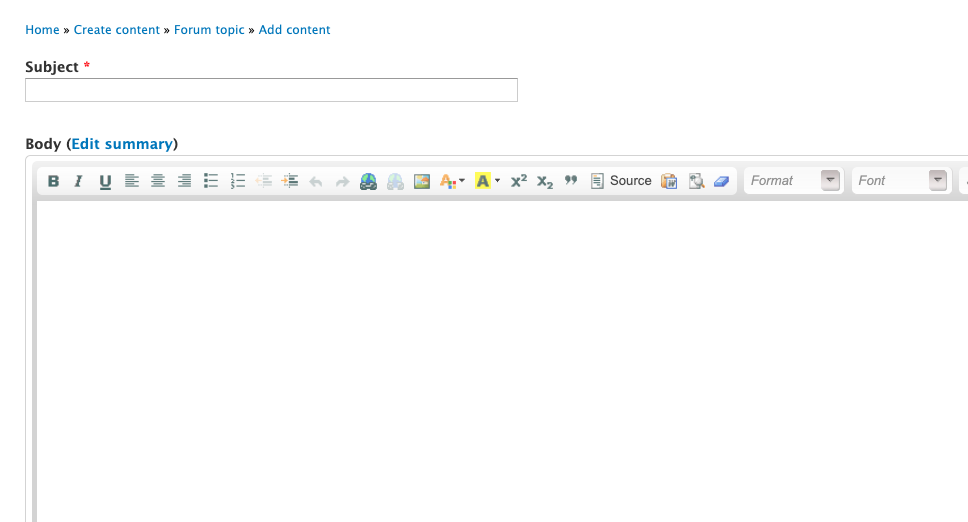 Home » Create content » Forum topic » Add content
Subject *
Body (Edit summary)
B I U A A x² x₂ ” Source Format Font